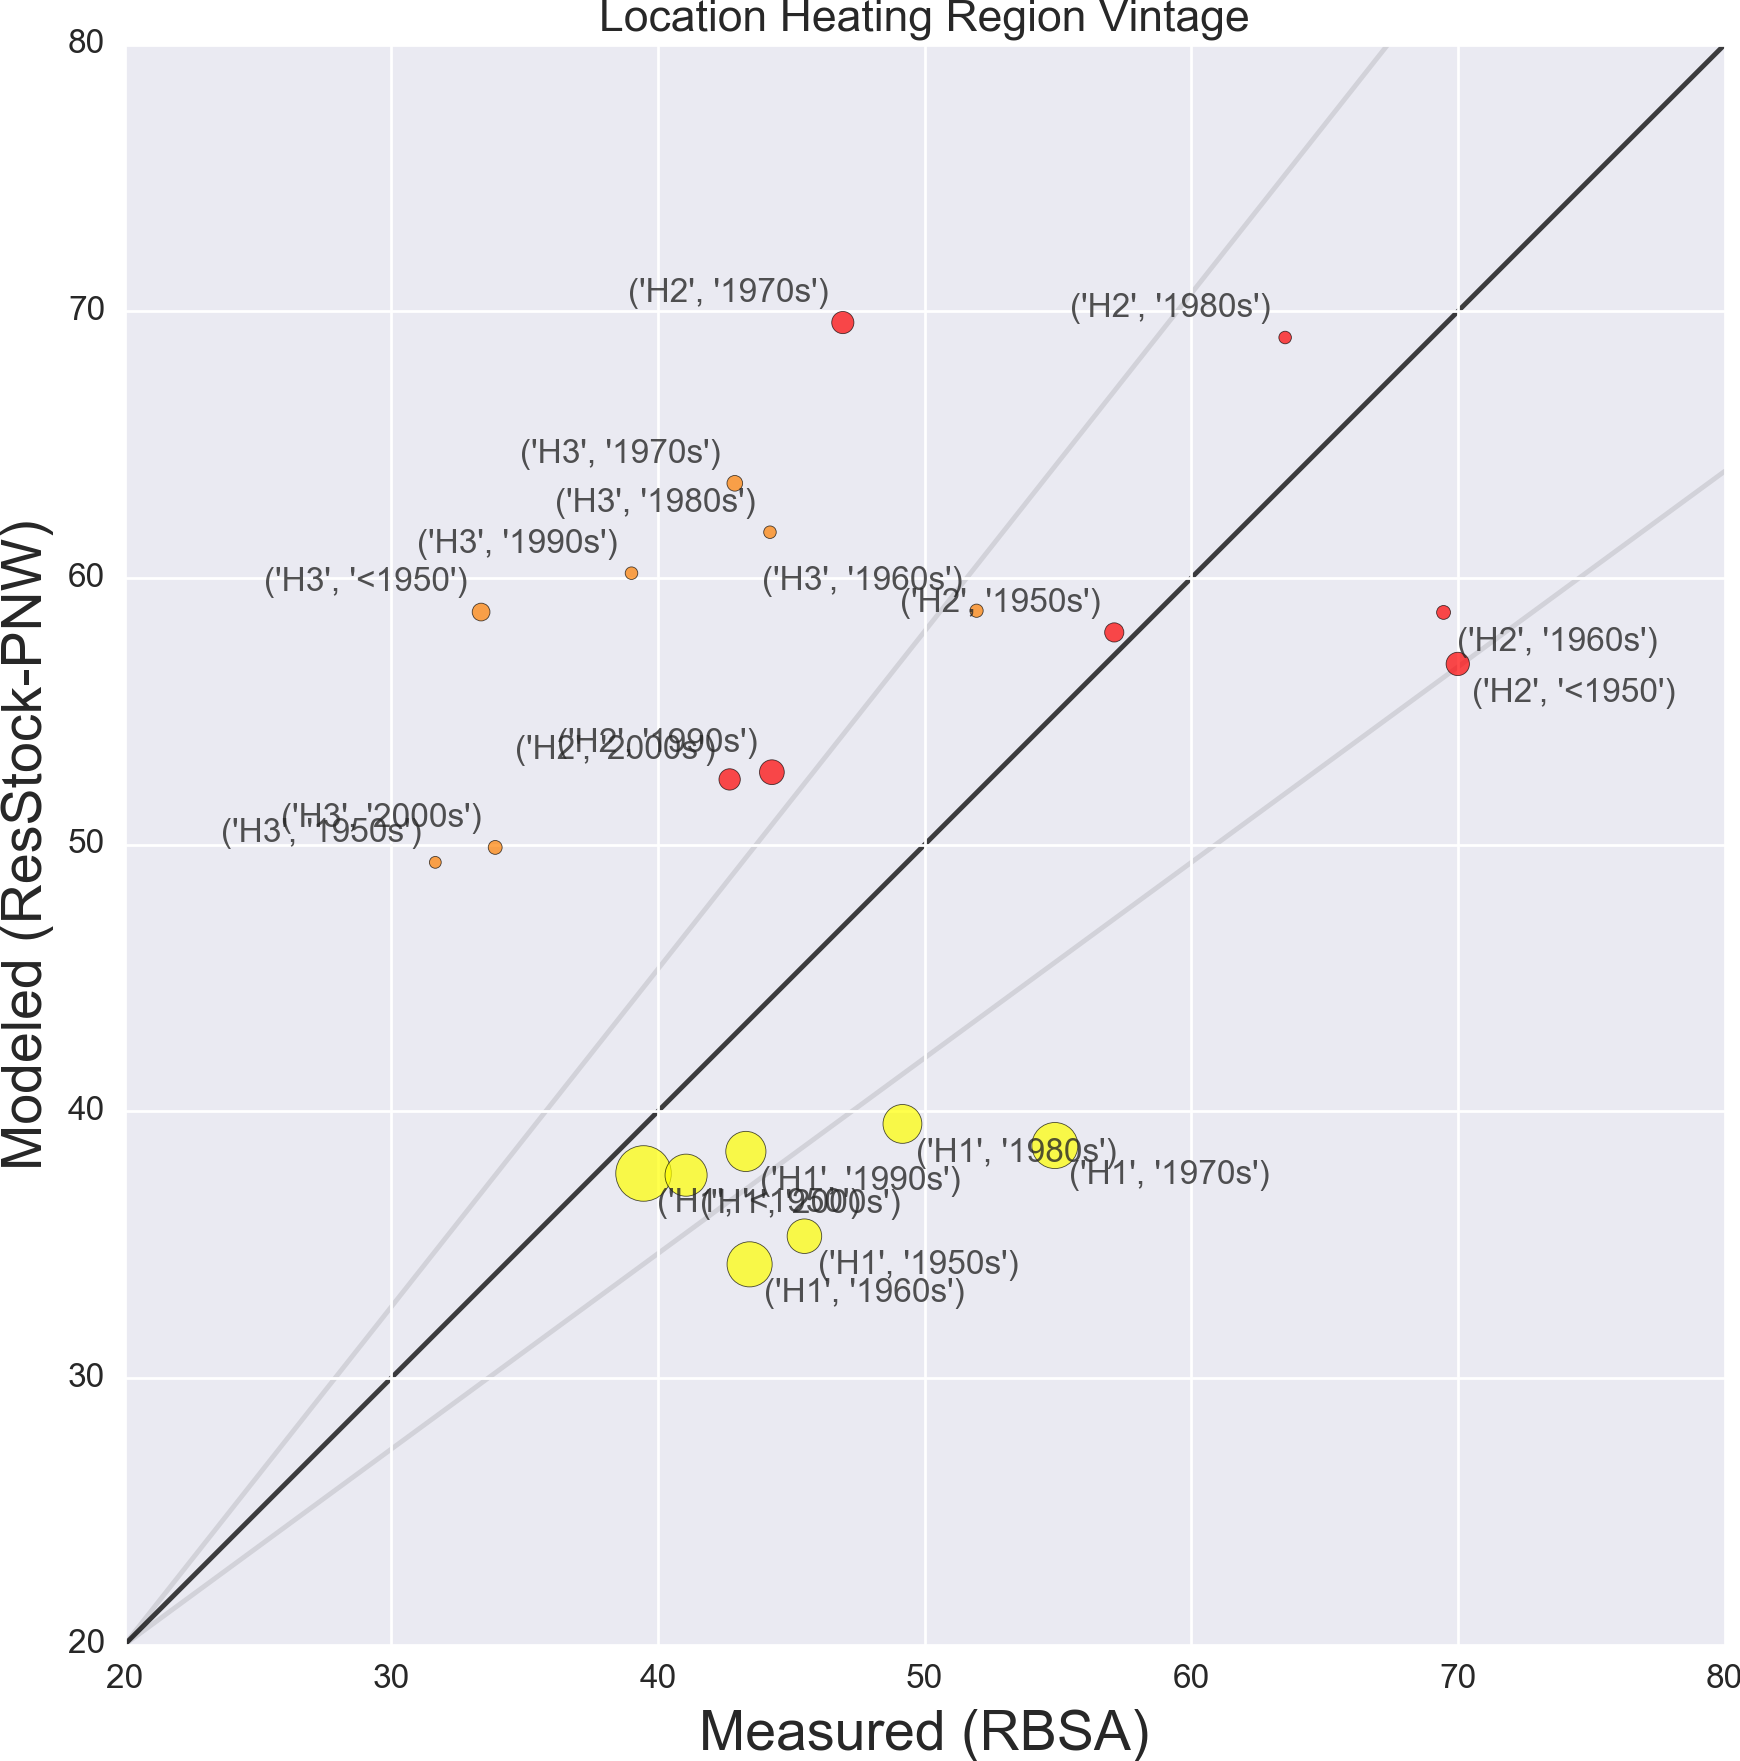 Location Heating Region Vintage
80
('H2', '1970s')
('H2', '1980s')
70
('H3', '1970s')
('H3', '1980s')
('H3', '1990s')
('H3', '<1950')
('H3', '1960s')
60
('H2', '1950s')
('H2', '1960s')
('H2', '<1950')
('H2', '1990s')
('H2', '2000s')
('H3', '2000s')
('H3', '1950s')
50
Modeled (ResStock-PNW)
40
('H1', '1980s')
('H1', '1970s')
('H1', '1990s')
('H1', '<1950')
('H1', '2000s')
('H1', '1950s')
('H1', '1960s')
30
20
20 30 40 50 60 70 80
Measured (RBSA)